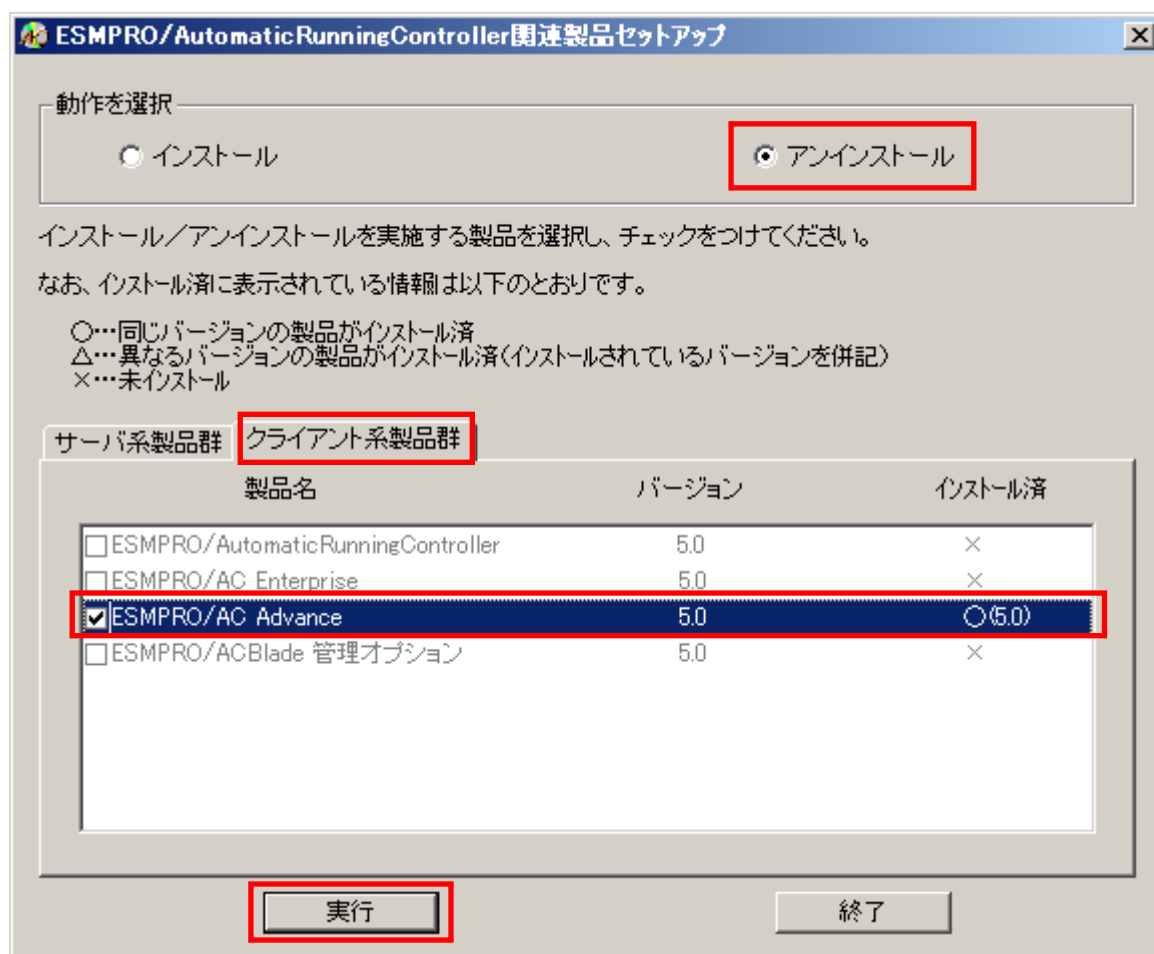 ESMPRO/AutomaticRunningController関連製品セットアップ
動作を選択
インストール
アンインストール
インストール／アンインストールを実施する製品を選択し、チェックをつけてください。
なお、インストール済に表示されている情報は以下のとおりです。
○…同じバージョンの製品がインストール済
△…異なるバージョンの製品がインストール済(インストールされているバージョンを併記)
×…未インストール
サーバ系製品群 クライアント系製品群
製品名 バージョン インストール済
ESMPRO/AutomaticRunningController 5.0 ×
ESMPRO/AC Enterprise 5.0 ×
ESMPRO/AC Advance 5.0 ○(5.0)
ESMPRO/ACBlade 管理オプション 5.0 ×
実行 終了